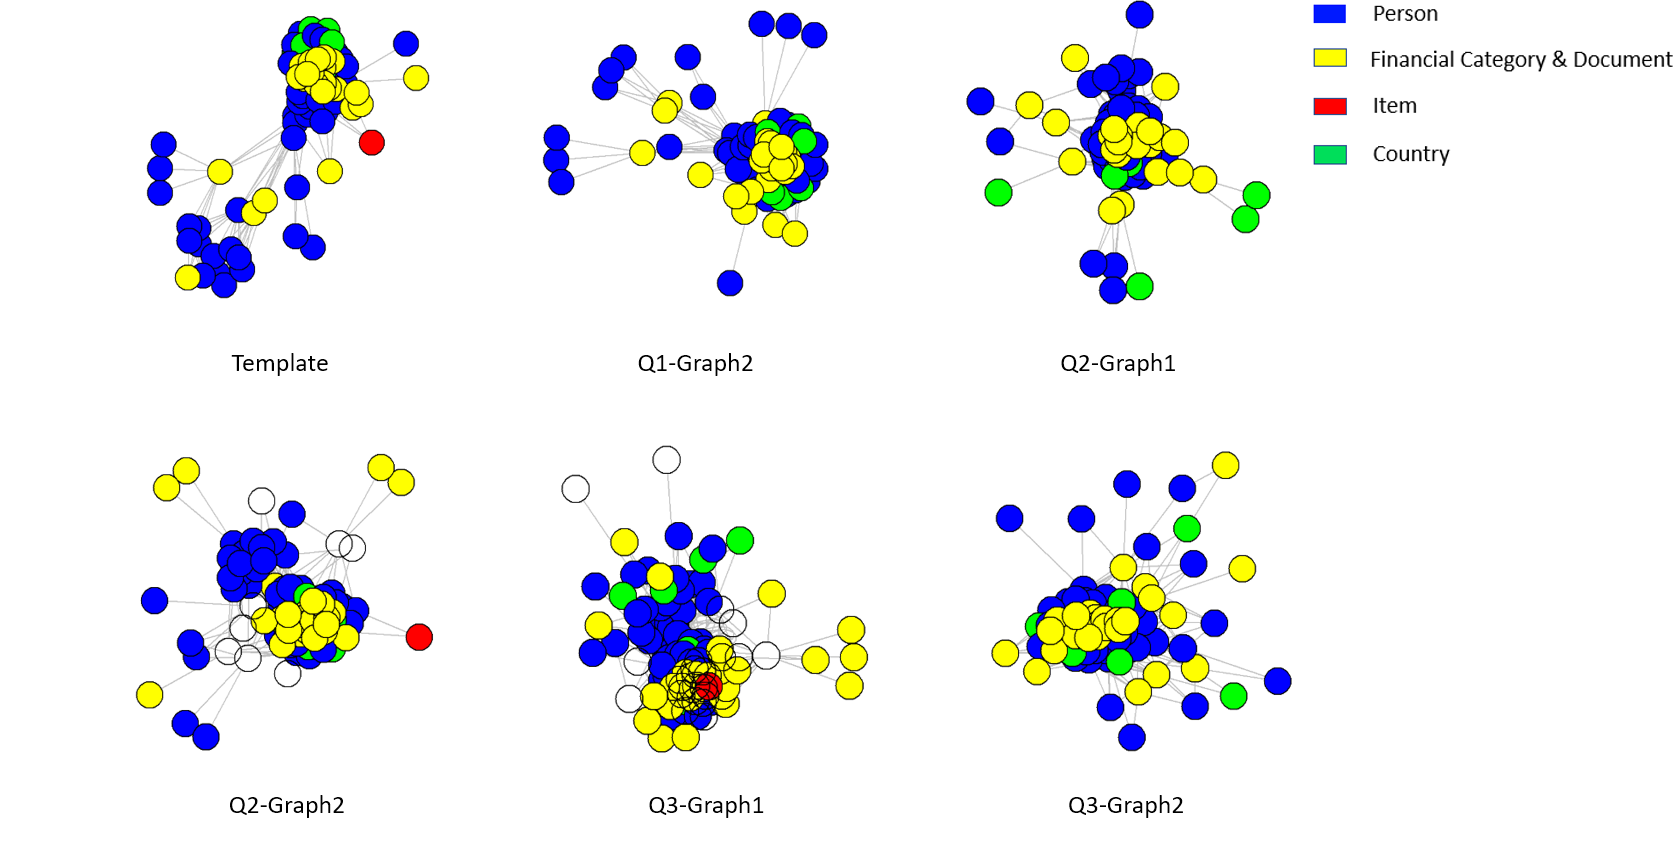 Person
Financial Category & Document
Item
Country
Template
Q1-Graph2
Q2-Graph1
Q2-Graph2
Q3-Graph1
Q3-Graph2